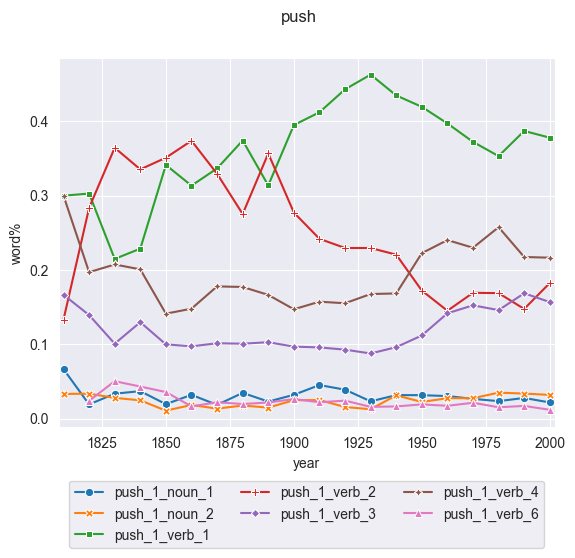 push
0.4
0.3
0.2
0.1
0.0
word%
1825 1850 1875 1900 1925 1950 1975 2000
year
push_1_noun_1 push_1_verb_2 push_1_verb_4
push_1_noun_2 push_1_verb_3 push_1_verb_6
push_1_verb_1